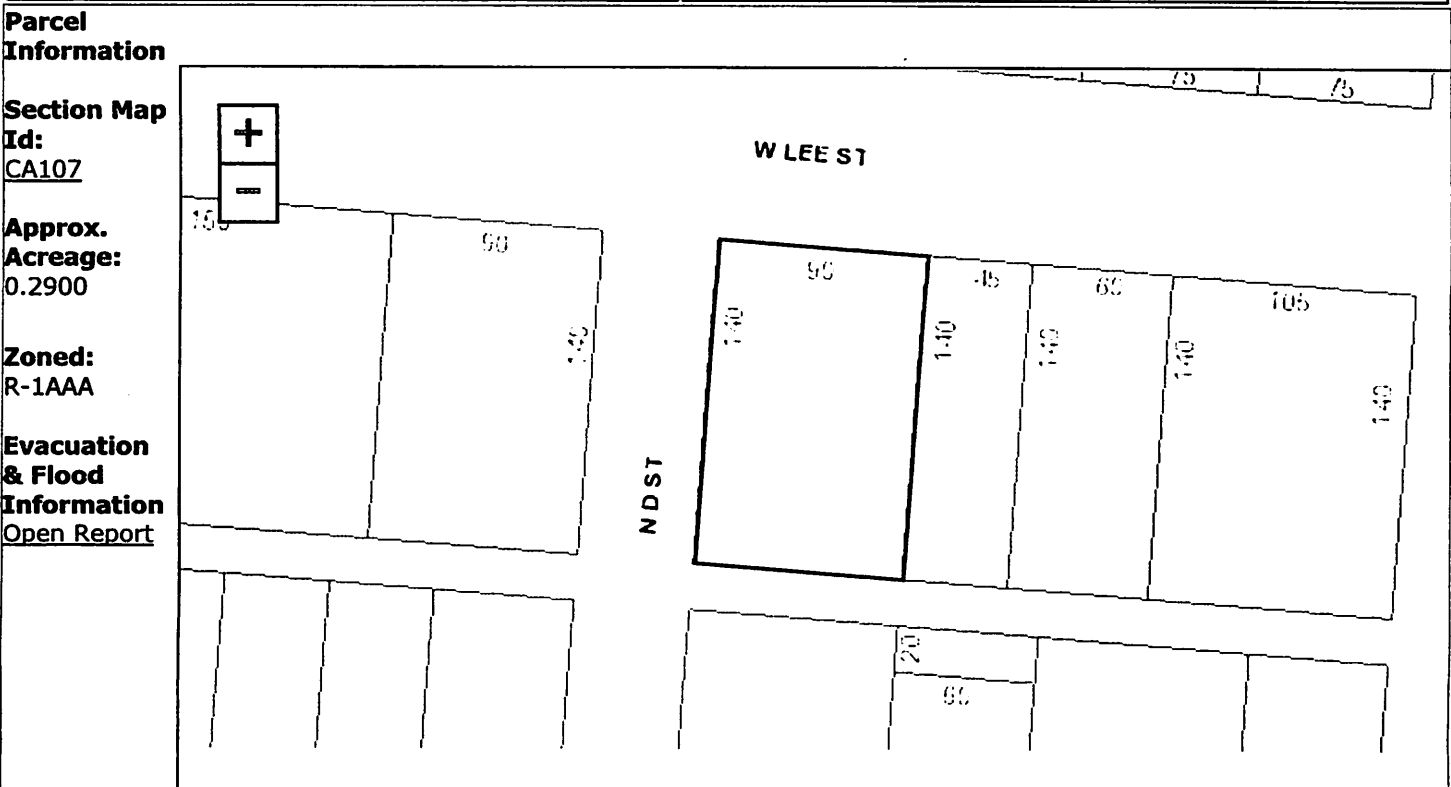 Parcel
Information
Section Map
Id:
CA107
Approx.
Acreage:
0.2900
Zoned:
R-1AAA
Evacuation
& Flood
Information
Open Report
+
−
75
75
W LEE ST
90
140
N D ST
90
140
140
45
140
60
140
105
140
20